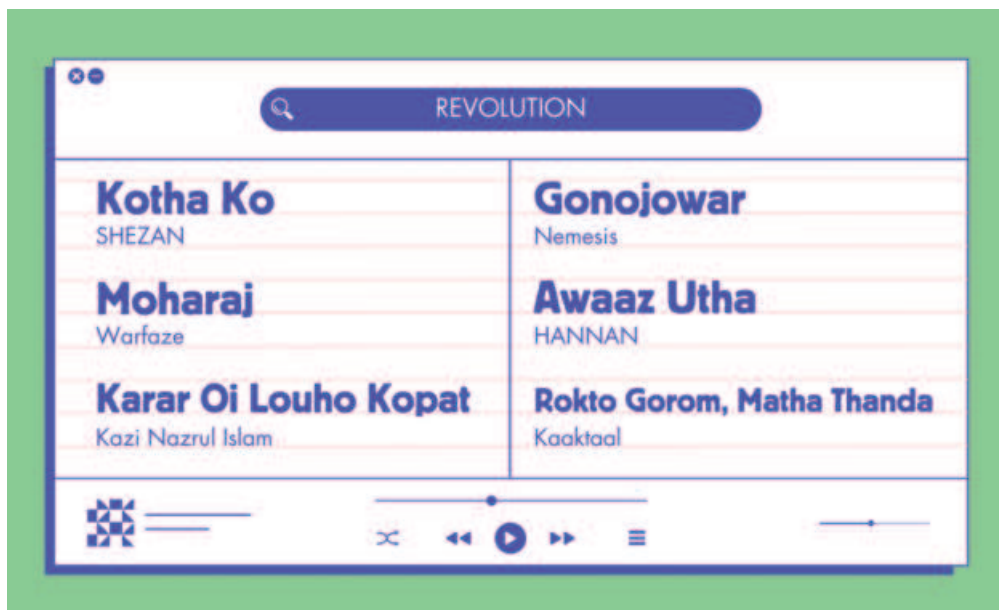 REVOLUTION
Kotha Ko
SHEZAN
Moharaj
Warfaze
Karar Oi Louho Kopat
Kazi Nazrul Islam
Gonojowar
Nemesis
Awaaz Utha
HANNAN
Rokto Gorom, Matha Thanda
Kaaktaal